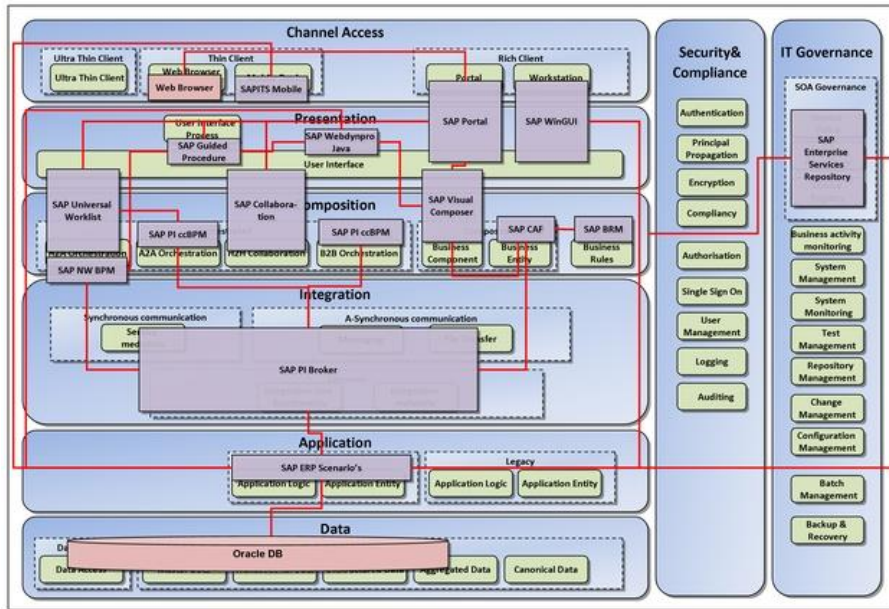 Channel Access
Ultra Thin Client
Ultra Thin Client
Thin Client
Web Browser
Web Browser
SAPITS Mobile
Rich Client
Portal
Workstation
Presentation
User Interface
Process
SAP Guided
Procedure
SAP Webdynpro
Java
User Interface
SAP Portal
SAP WinGUI
SAP Universal
Worklist
SAP Collabora-
tion
SAP Visual
Composer
SAP PI ccBPM
SAP PI ccBPM
SAP CAF
SAP BRM
A2A Orchestration
B2B Orchestration
Business
Component
Business
Entity
Business
Rules
SAP NW BPM
Integration
Synchronous communication
A-Synchronous communication
SAP PI Broker
Application
SAP ERP Scenario's
Application Logic
Application Entity
Legacy
Application Logic
Application Entity
Data
Oracle DB
Data Access
Aggregated Data
Canonical Data
Security&
Compliance
Authentication
Principal
Propagation
Encryption
Compliancy
Authorisation
Single Sign On
User
Management
Logging
Auditing
IT Governance
SOA Governance
SAP
Enterprise
Services
Repository
Business activity
monitoring
System
Management
System
Monitoring
Test
Management
Repository
Management
Change
Management
Configuration
Management
Batch
Management
Backup &
Recovery